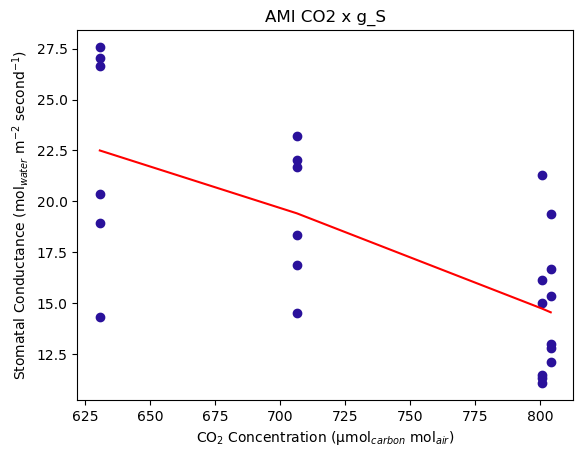 AMI CO2 x g_S
Stomatal Conductance (mol$_{water}$ m$^{-2}$ second$^{-1}$)
27.5
25.0
22.5
20.0
17.5
15.0
12.5
625 650 675 700 725 750 775 800
CO$_2$ Concentration (μmol$_{carbon}$ mol$_{air}$)